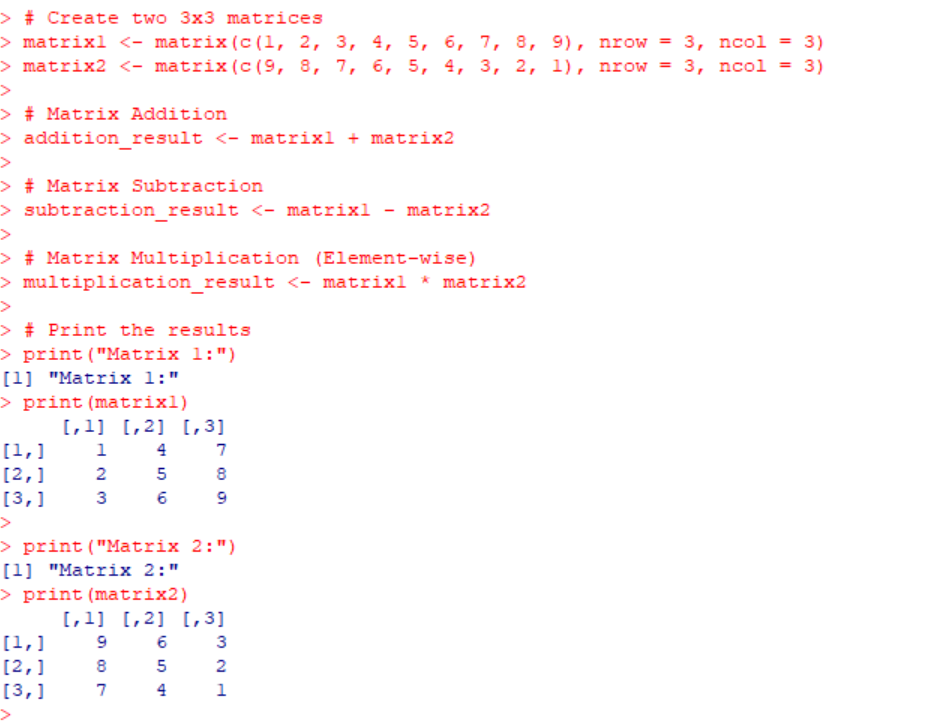 > # Create two 3x3 matrices
> matrix1 <- matrix(c(1, 2, 3, 4, 5, 6, 7, 8, 9), nrow = 3, ncol = 3)
> matrix2 <- matrix(c(9, 8, 7, 6, 5, 4, 3, 2, 1), nrow = 3, ncol = 3)
>
> # Matrix Addition
> addition_result <- matrix1 + matrix2
>
> # Matrix Subtraction
> subtraction_result <- matrix1 - matrix2
>
> # Matrix Multiplication (Element-wise)
> multiplication_result <- matrix1 * matrix2
>
> # Print the results
> print("Matrix 1:")
[1] "Matrix 1:"
> print(matrix1)
     [,1] [,2] [,3]
[1,]    1    4    7
[2,]    2    5    8
[3,]    3    6    9
>
> print("Matrix 2:")
[1] "Matrix 2:"
> print(matrix2)
     [,1] [,2] [,3]
[1,]    9    6    3
[2,]    8    5    2
[3,]    7    4    1
>